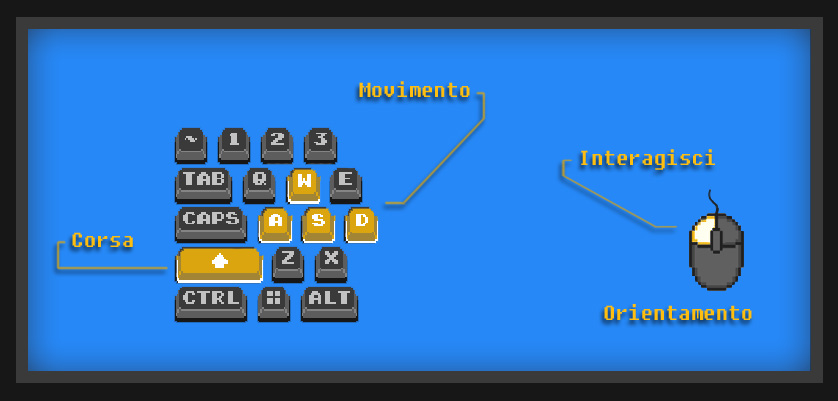 Movimento
~ 1 2 3
Interagisci
TAB Q W E
CAPS A S D
Corsa
Z X
CTRL ALT
Orientamento